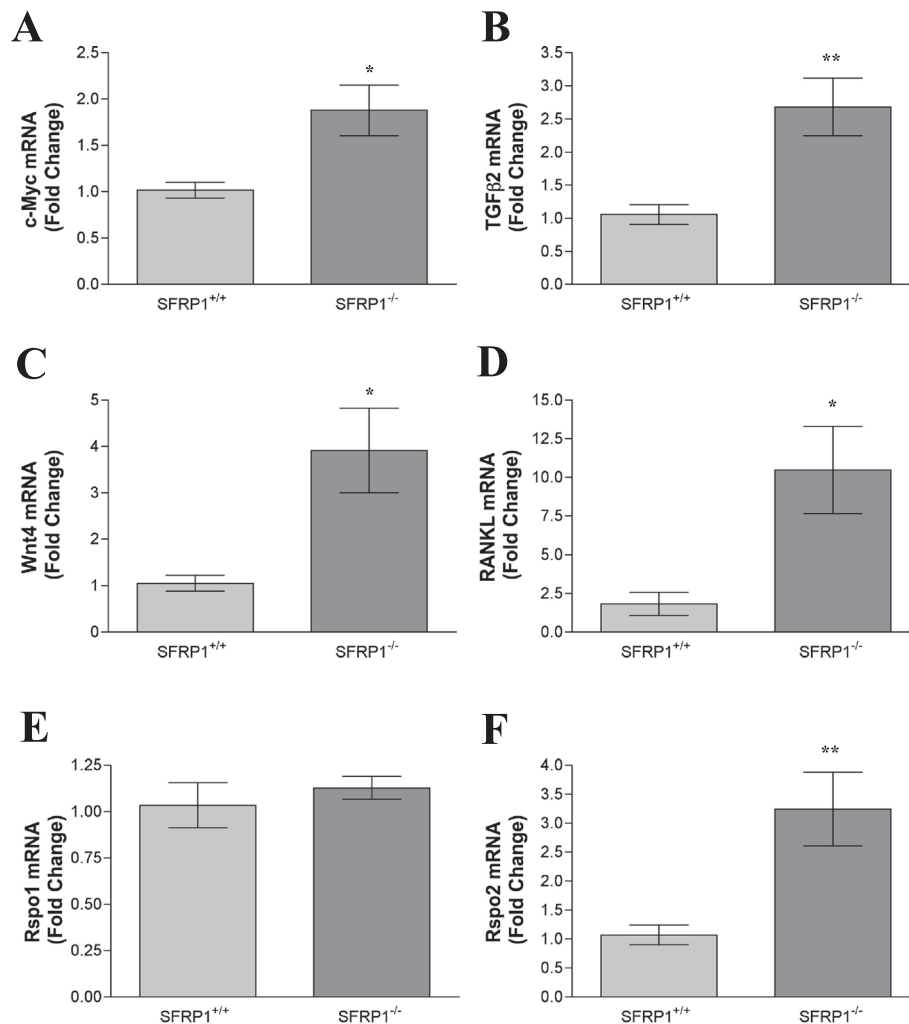 A
c-Myc mRNA
(Fold Change)
2.5
2.0
1.5
1.0
0.5
0.0
*
SFRP1+/+
SFRP1-/-
B
TGFβ2 mRNA
(Fold Change)
3.5
3.0
2.5
2.0
1.5
1.0
0.5
0.0
**
SFRP1+/+
SFRP1-/-
C
Wnt4 mRNA
(Fold Change)
5
4
3
2
1
0
*
SFRP1+/+
SFRP1-/-
D
RANKL mRNA
(Fold Change)
15.0
12.5
10.0
7.5
5.0
2.5
0.0
*
SFRP1+/+
SFRP1-/-
E
Rspo1 mRNA
(Fold Change)
1.25
1.00
0.75
0.50
0.25
0.00
SFRP1+/+
SFRP1-/-
F
Rspo2 mRNA
(Fold Change)
4.0
3.5
3.0
2.5
2.0
1.5
1.0
0.5
0.0
**
SFRP1+/+
SFRP1-/-